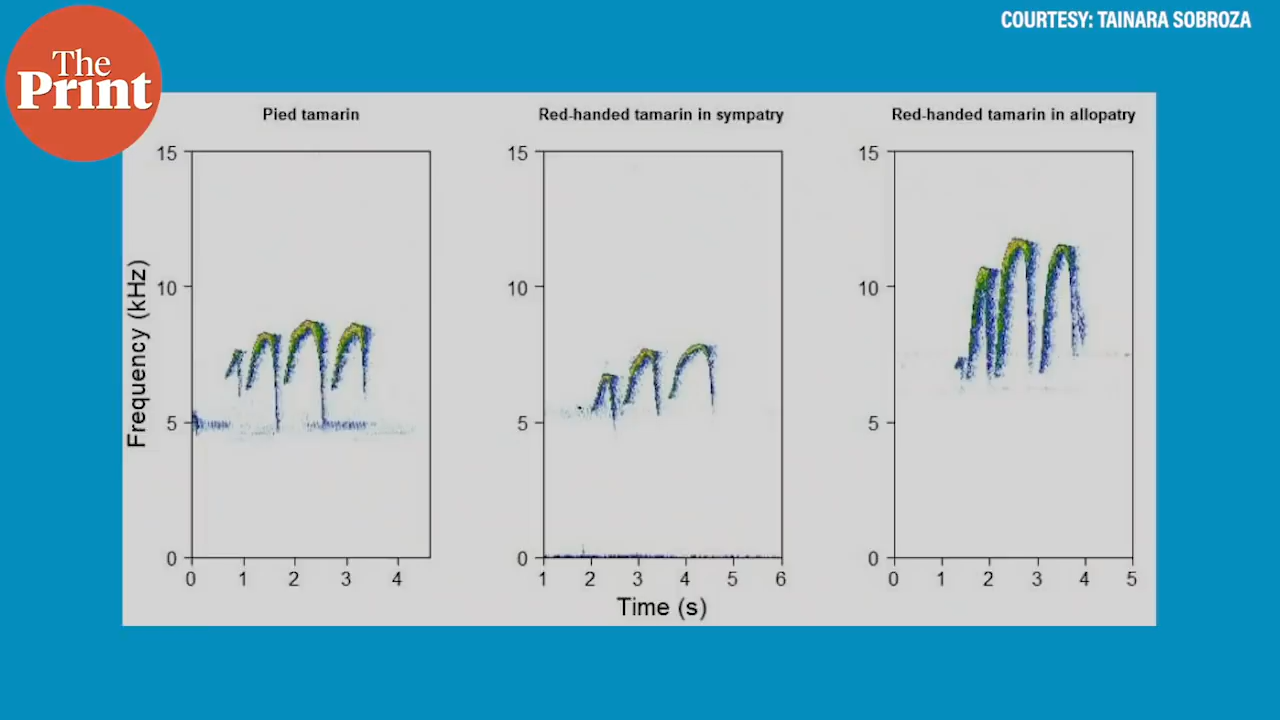 COURTESY: TAINARA SOBROZA
The
Print
Pied tamarin
Red-handed tamarin in sympatry
Red-handed tamarin in allopatry
Frequency (kHz)
15
10
5
0
0 1 2 3 4
15
10
5
0
1 2 3 4 5 6
15
10
5
0
0 1 2 3 4 5
Time (s)